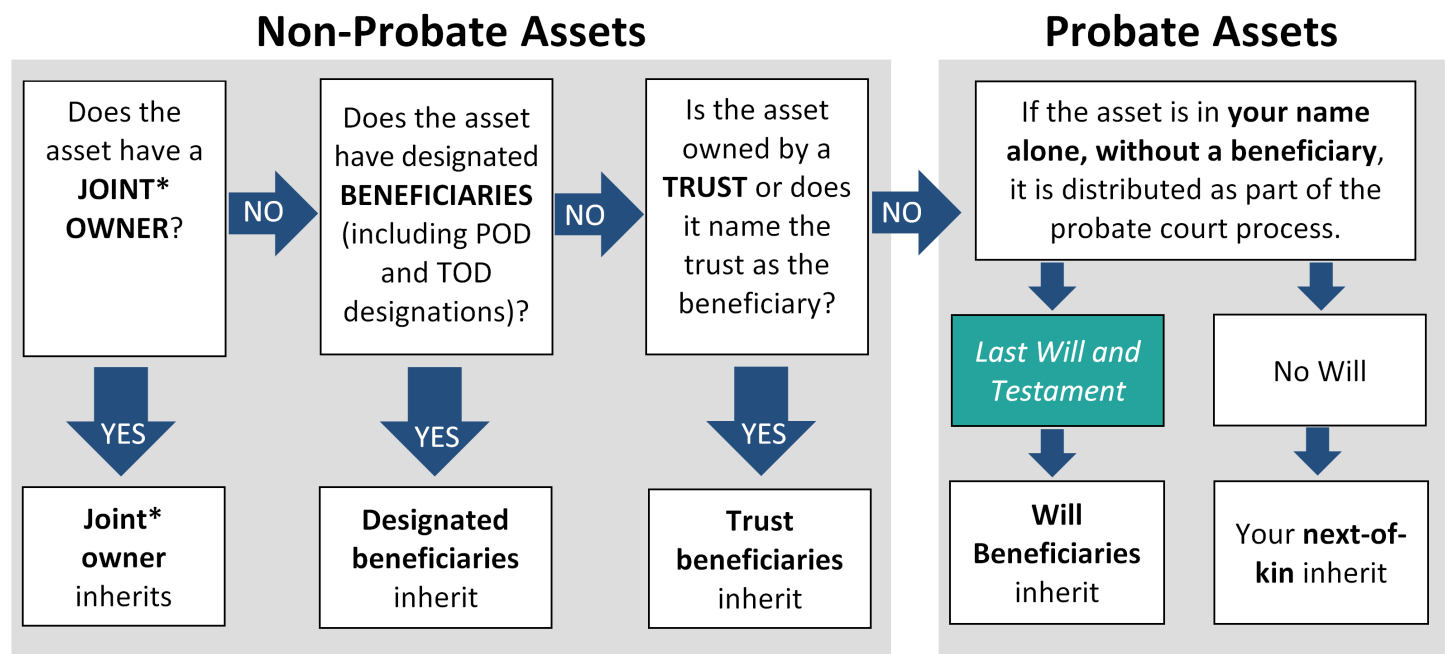 Non-Probate Assets
Does the
asset have a
JOINT*
OWNER?
NO
Does the asset
have designated
BENEFICIARIES
(including POD
and TOD
designations)?
NO
Is the asset
owned by a
TRUST or does
it name the
trust as the
beneficiary?
NO
YES
YES
YES
Joint*
owner
inherits
Designated
beneficiaries
inherit
Trust
beneficiaries
inherit
Probate Assets
If the asset is in your name
alone, without a beneficiary,
it is distributed as part of the
probate court process.
Last Will and
Testament
No Will
Will
Beneficiaries
inherit
Your next-of-
kin inherit